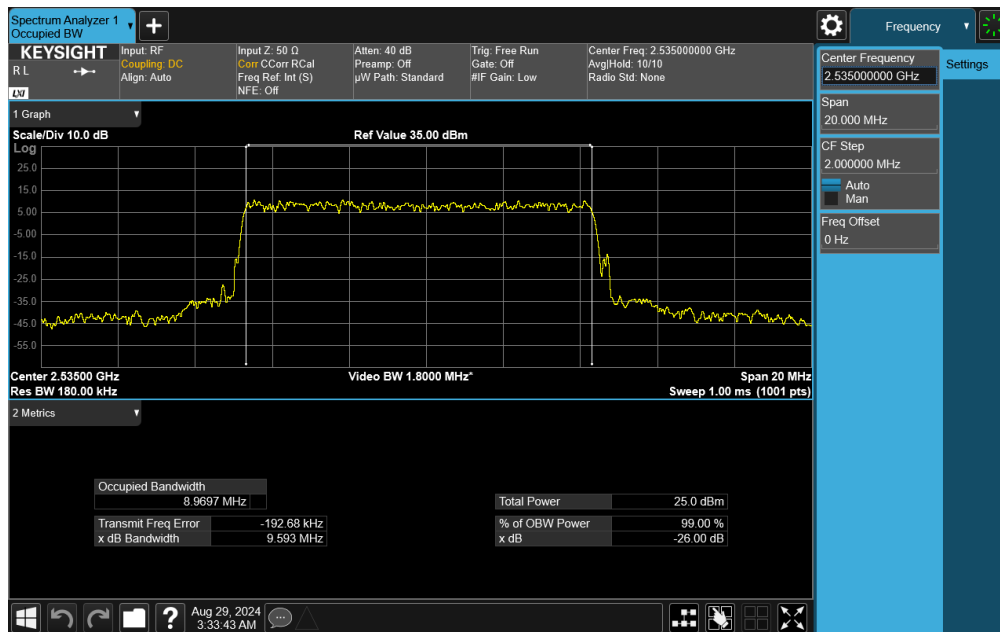 Spectrum Analyzer 1
Occupied BW
Frequency
KEYSIGHT
R L
LXI
Input: RF
Coupling: DC
Align: Auto
Input Z: 50 Ω
Corr CCorr RCal
Freq Ref: Int (S)
NFE: Off
Atten: 40 dB
Preamp: Off
µW Path: Standard
Trig: Free Run
Gate: Off
#IF Gain: Low
Center Freq: 2.535000000 GHz
Avg|Hold: 10/10
Radio Std: None
Center Frequency
2.535000000 GHz
Settings
Span
20.000 MHz
CF Step
2.000000 MHz
Auto
Man
Freq Offset
0 Hz
1 Graph
Scale/Div 10.0 dB
Ref Value 35.00 dBm
Log
25.0
15.0
5.00
-5.00
-15.0
-25.0
-35.0
-45.0
-55.0
Center 2.53500 GHz
Video BW 1.8000 MHz*
Span 20 MHz
Res BW 180.00 kHz
Sweep 1.00 ms (1001 pts)
2 Metrics
Occupied Bandwidth
8.9697 MHz
Transmit Freq Error -192.68 kHz
x dB Bandwidth 9.593 MHz
Total Power 25.0 dBm
% of OBW Power 99.00 %
x dB -26.00 dB
?
Aug 29, 2024
3:33:43 AM